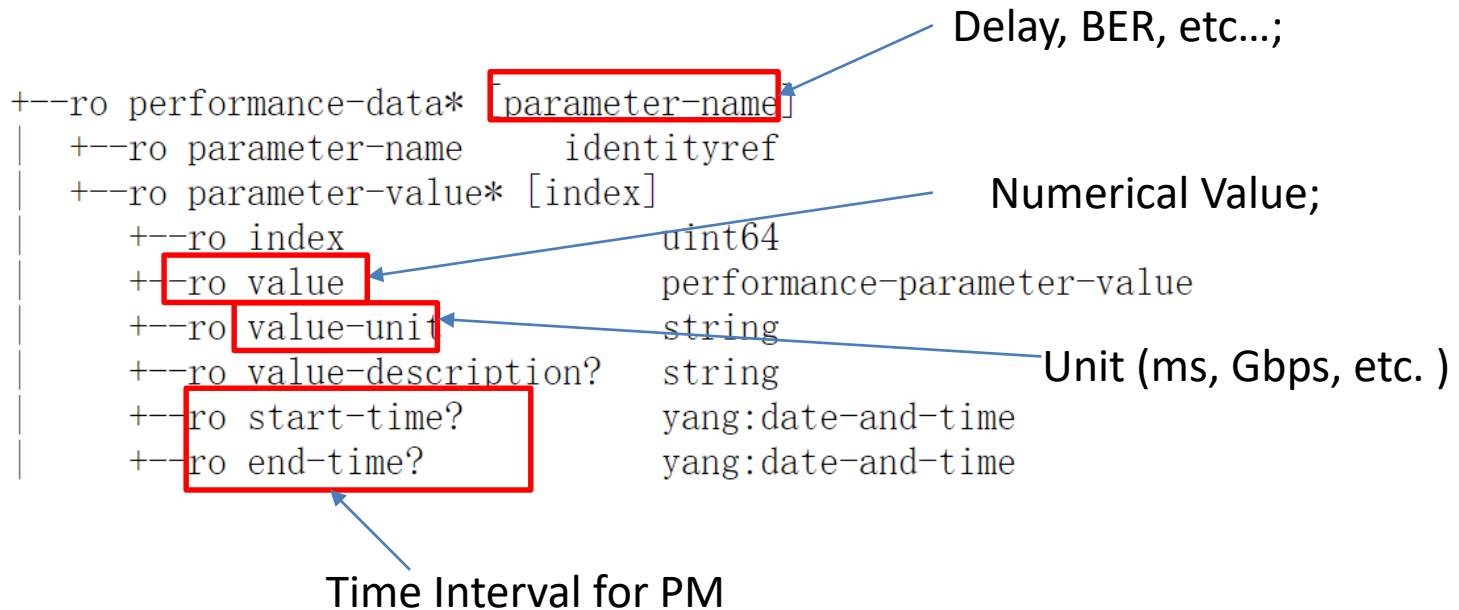 Delay, BER, etc…;
+--ro performance-data* [parameter-name]
| +--ro parameter-name identityref
| +--ro parameter-value* [index]
Numerical Value;
| +--ro index uint64
| +--ro value performance-parameter-value
| +--ro value-unit string
| +--ro value-description? string
Unit (ms, Gbps, etc. )
| +--ro start-time? yang:date-and-time
| +--ro end-time? yang:date-and-time
Time Interval for PM